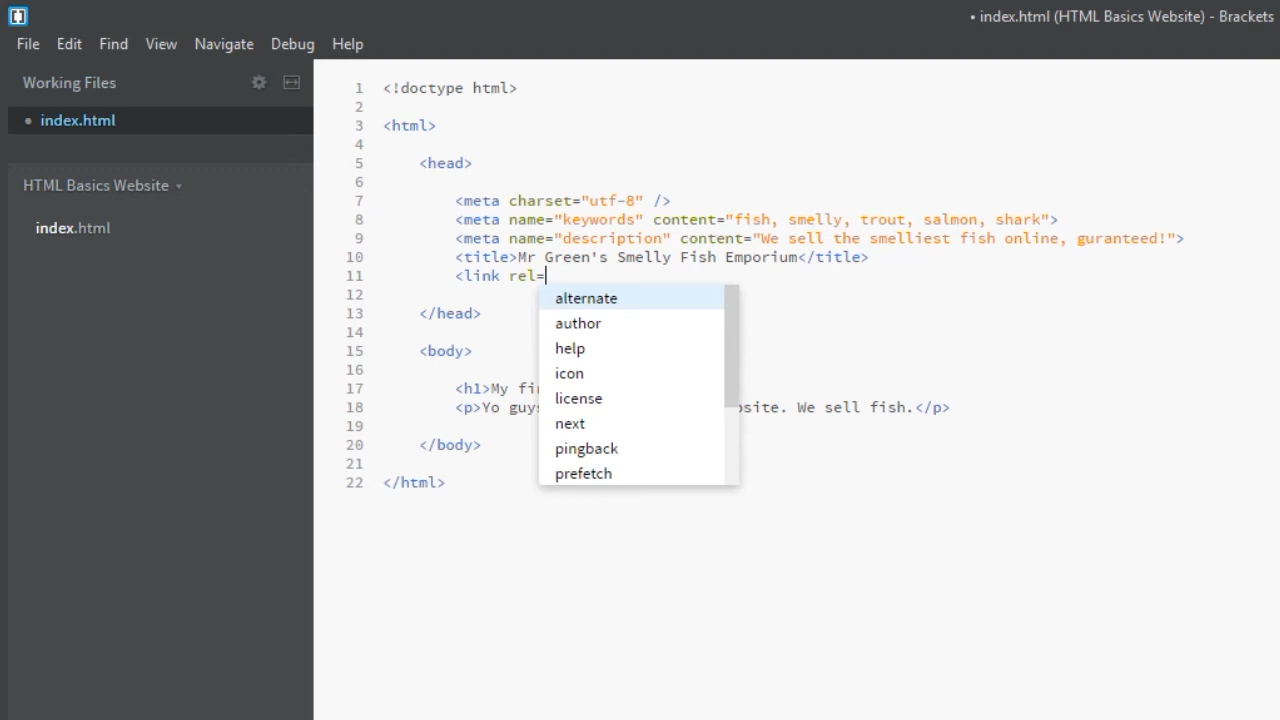 • index.html (HTML Basics Website) - Brackets
File Edit Find View Navigate Debug Help
Working Files
• index.html
HTML Basics Website
index.html
1 <!doctype html>
2
3 <html>
4
5 <head>
6
7 <meta charset="utf-8" />
8 <meta name="keywords" content="fish, smelly, trout, salmon, shark">
9 <meta name="description" content="We sell the smelliest fish online, guranteed!">
10 <title>Mr Green's Smelly Fish Emporium</title>
11 <link rel=
12
13 </head>
14
15 <body>
16
17 <h1>My
18 <p>Yo We sell fish.</p>
19
20 </body>
21
22 </html>
alternate
author
help
icon
license
next
pingback
prefetch